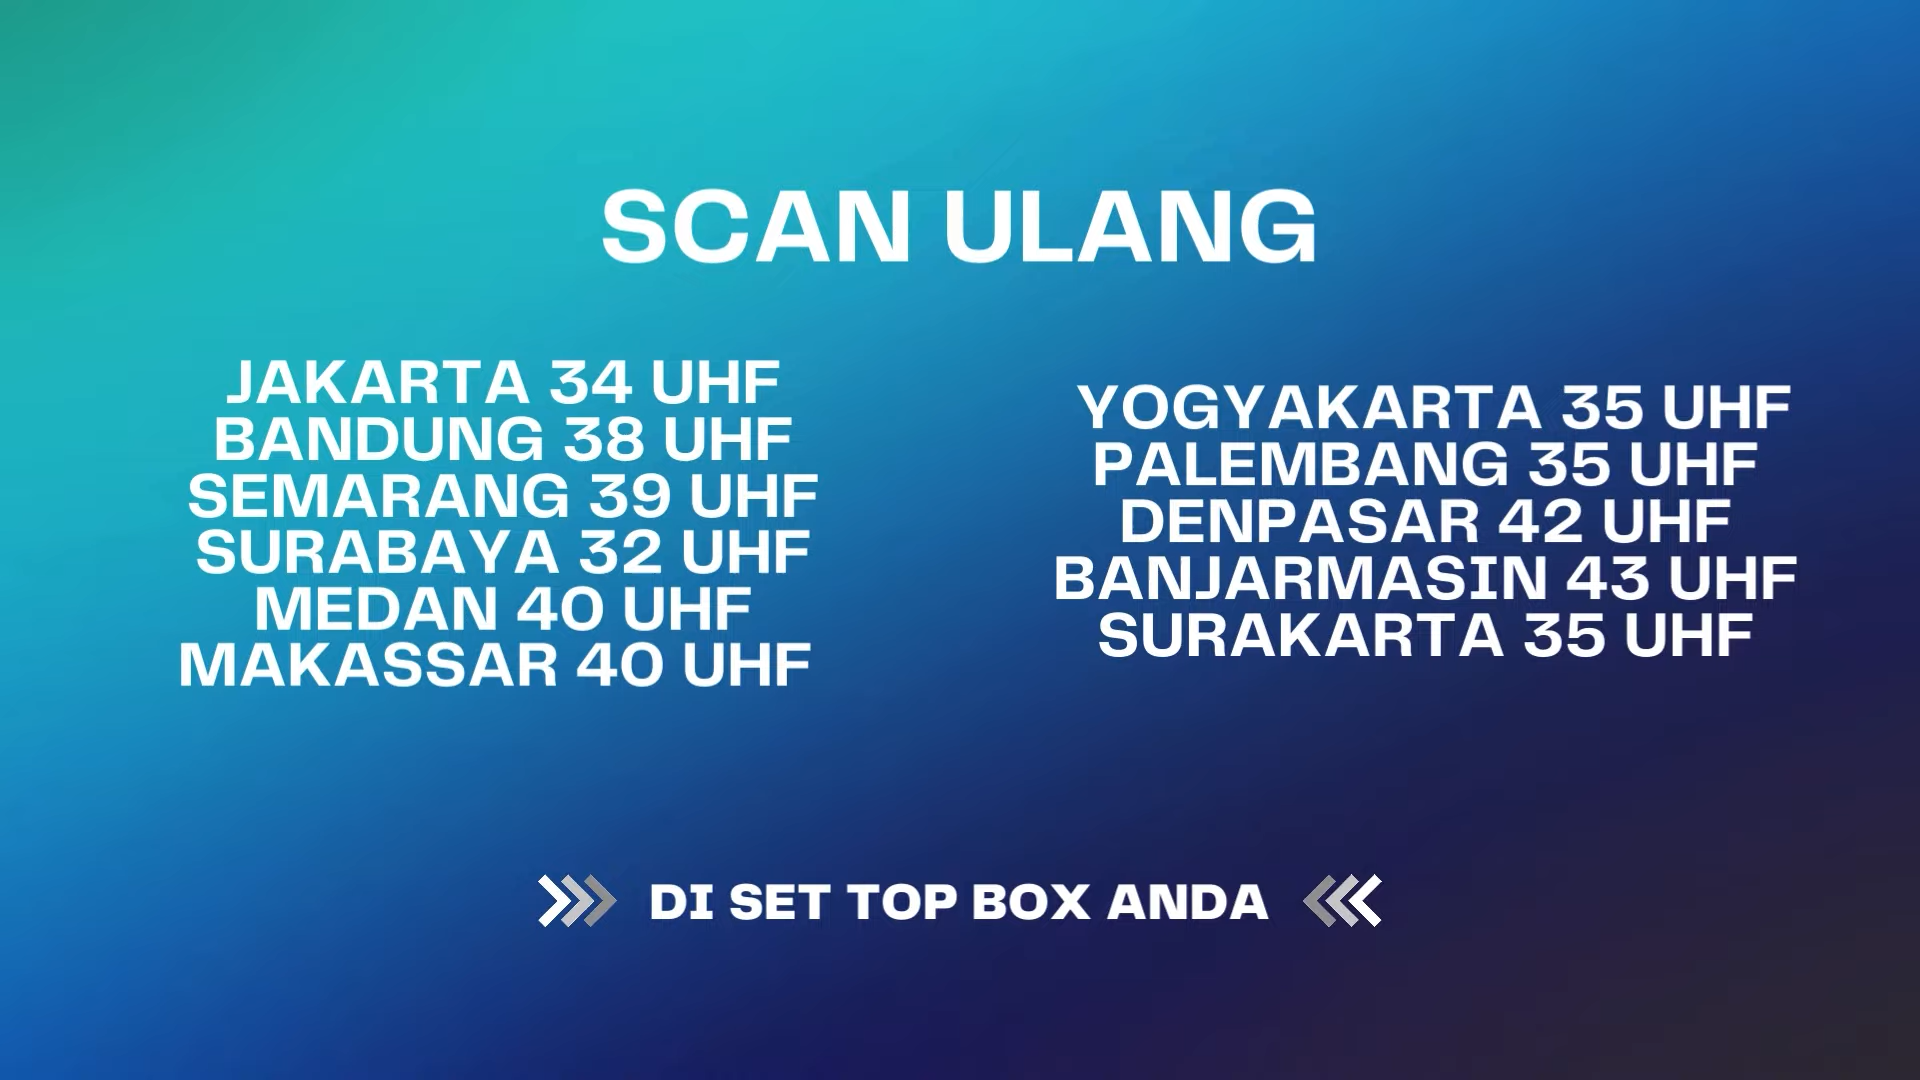 SCAN ULANG
JAKARTA 34 UHF
BANDUNG 38 UHF
SEMARANG 39 UHF
SURABAYA 32 UHF
MEDAN 40 UHF
MAKASSAR 40 UHF
YOGYAKARTA 35 UHF
PALEMBANG 35 UHF
DENPASAR 42 UHF
BANJARMASIN 43 UHF
SURAKARTA 35 UHF
DI SET TOP BOX ANDA